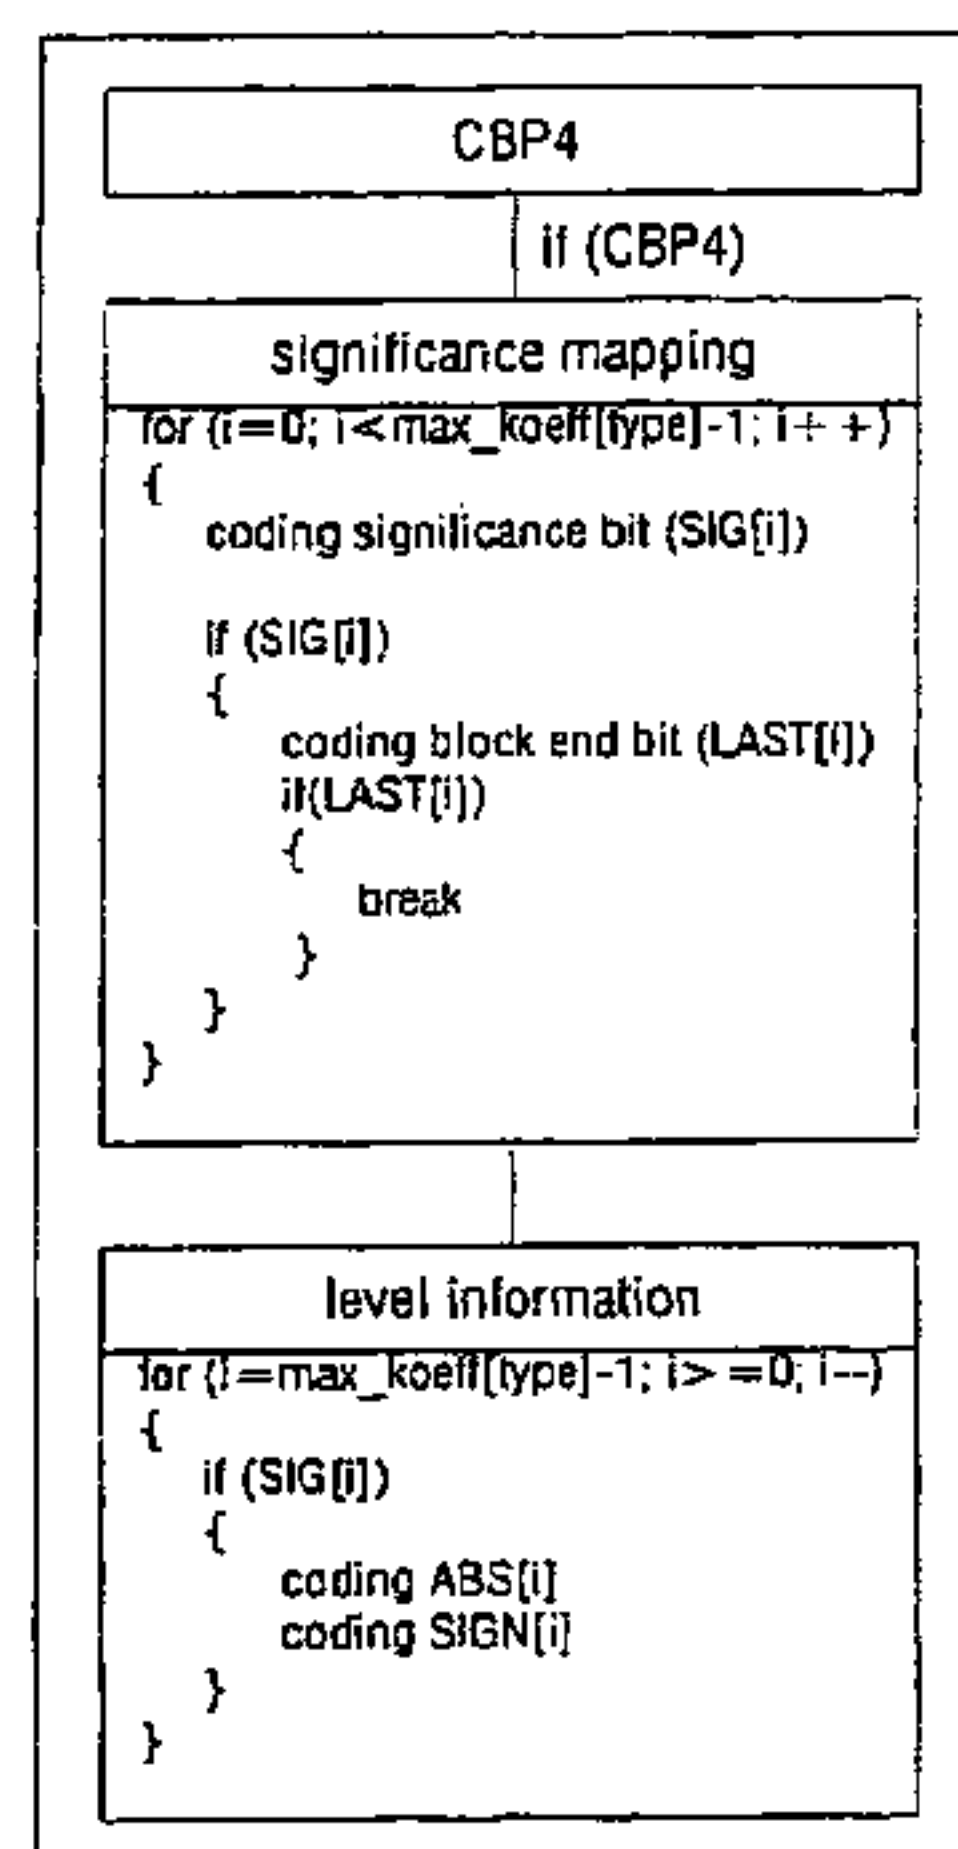 CBP4
if (CBP4)
significance mapping
for (i=0; i<max_koeff[type]-1; i++)
{
coding significance bit (SIG[i])
if (SIG[i])
{
coding block end bit (LAST[i])
if(LAST[i])
{
break
}
}
}
level information
for (i=max_koeff[type]-1; i>=0; i--)
{
if (SIG[i])
{
coding ABS[i]
coding SIGN[i]
}
}